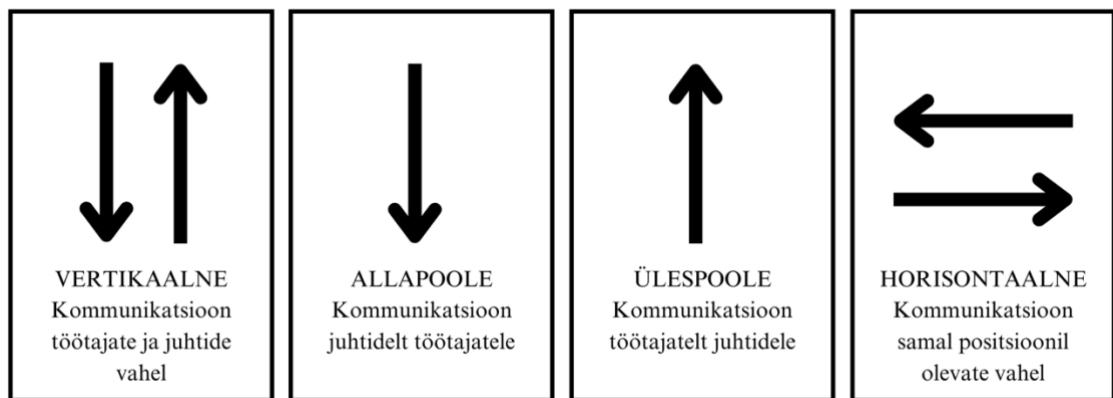 VERTIKAALNE
Kommunikatsioon
töötajate ja juhtide
vahel
ALLAPOOLE
Kommunikatsioon
juhtidelt töötajatele
ÜLESPOOLE
Kommunikatsioon
töötajatelt juhtidele
HORISONTAALNE
Kommunikatsioon
samal positsioonil
olevate vahel